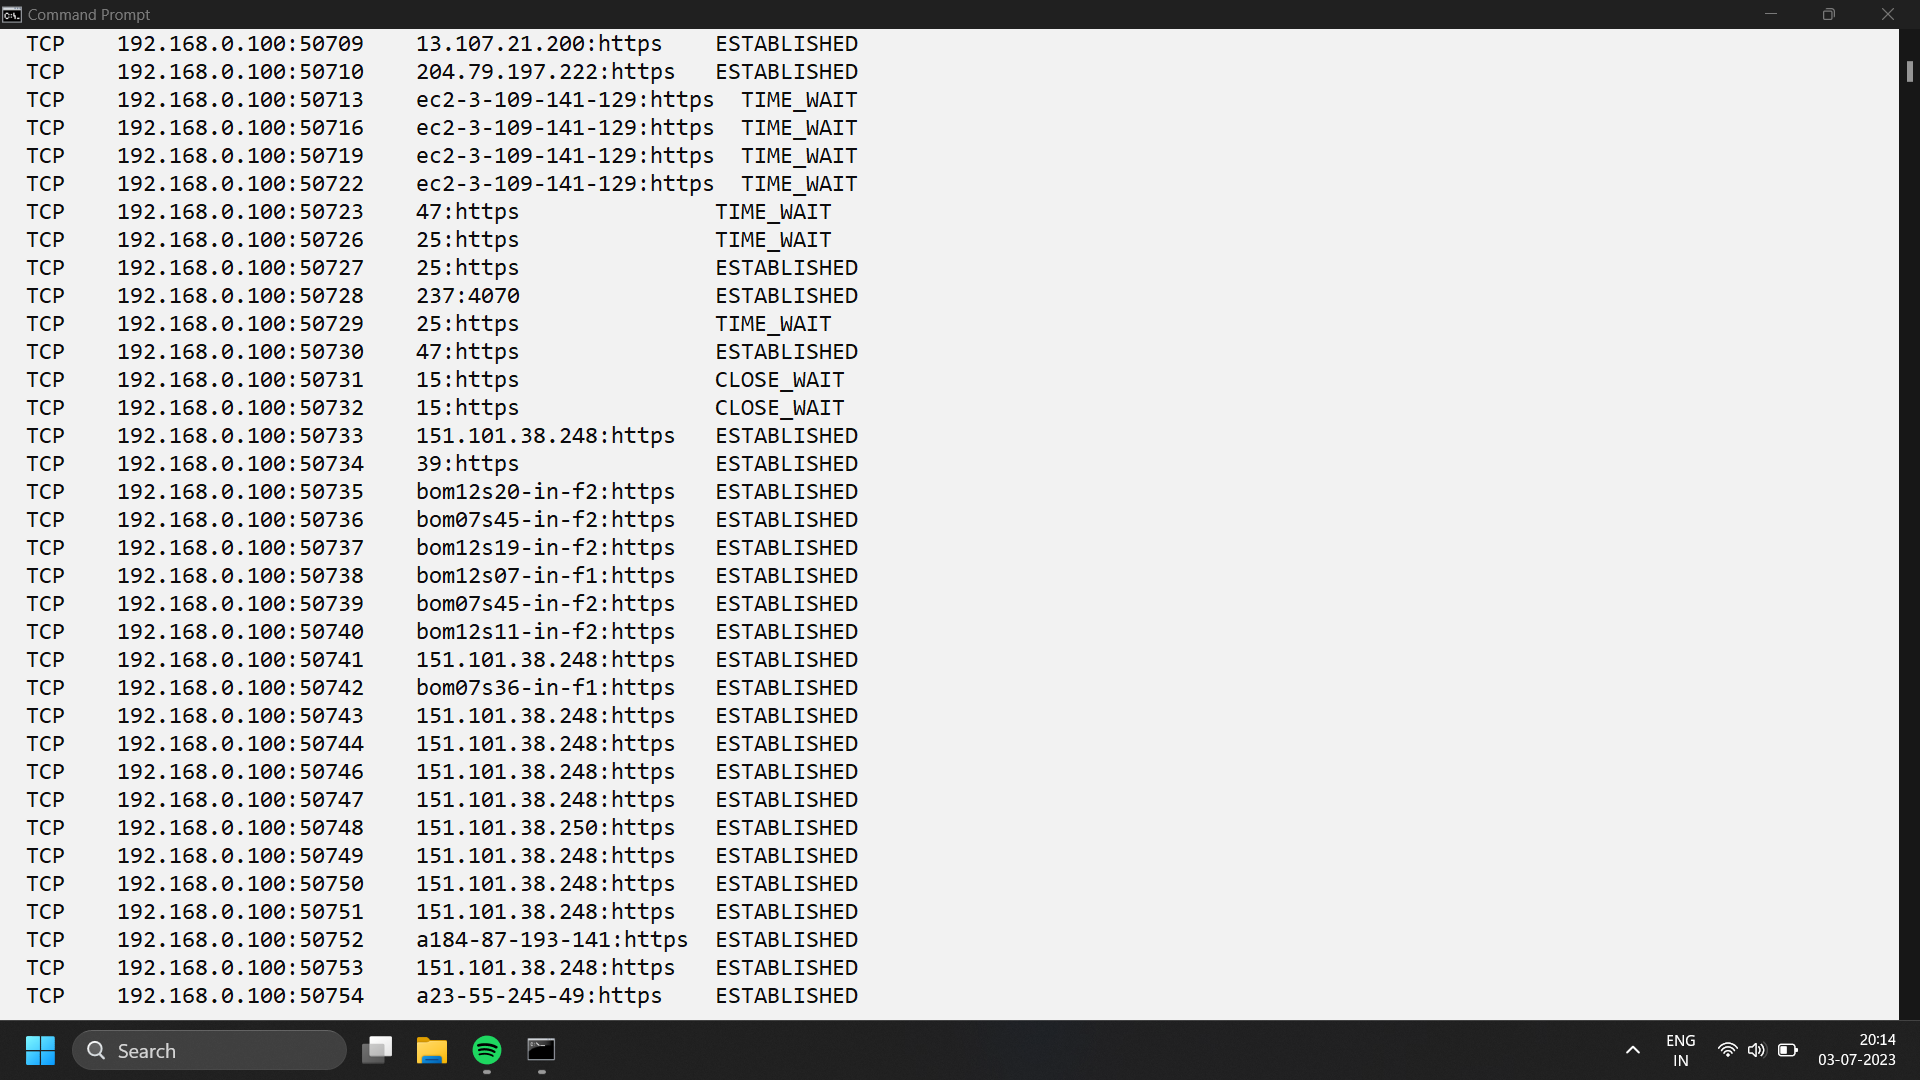 Command Prompt
TCP 192.168.0.100:50709 13.107.21.200:https ESTABLISHED
TCP 192.168.0.100:50710 204.79.197.222:https ESTABLISHED
TCP 192.168.0.100:50713 ec2-3-109-141-129:https TIME_WAIT
TCP 192.168.0.100:50716 ec2-3-109-141-129:https TIME_WAIT
TCP 192.168.0.100:50719 ec2-3-109-141-129:https TIME_WAIT
TCP 192.168.0.100:50722 ec2-3-109-141-129:https TIME_WAIT
TCP 192.168.0.100:50723 47:https TIME_WAIT
TCP 192.168.0.100:50726 25:https TIME_WAIT
TCP 192.168.0.100:50727 25:https ESTABLISHED
TCP 192.168.0.100:50728 237:4070 ESTABLISHED
TCP 192.168.0.100:50729 25:https TIME_WAIT
TCP 192.168.0.100:50730 47:https ESTABLISHED
TCP 192.168.0.100:50731 15:https CLOSE_WAIT
TCP 192.168.0.100:50732 15:https CLOSE_WAIT
TCP 192.168.0.100:50733 151.101.38.248:https ESTABLISHED
TCP 192.168.0.100:50734 39:https ESTABLISHED
TCP 192.168.0.100:50735 bom12s20-in-f2:https ESTABLISHED
TCP 192.168.0.100:50736 bom07s45-in-f2:https ESTABLISHED
TCP 192.168.0.100:50737 bom12s19-in-f2:https ESTABLISHED
TCP 192.168.0.100:50738 bom12s07-in-f1:https ESTABLISHED
TCP 192.168.0.100:50739 bom07s45-in-f2:https ESTABLISHED
TCP 192.168.0.100:50740 bom12s11-in-f2:https ESTABLISHED
TCP 192.168.0.100:50741 151.101.38.248:https ESTABLISHED
TCP 192.168.0.100:50742 bom07s36-in-f1:https ESTABLISHED
TCP 192.168.0.100:50743 151.101.38.248:https ESTABLISHED
TCP 192.168.0.100:50744 151.101.38.248:https ESTABLISHED
TCP 192.168.0.100:50746 151.101.38.248:https ESTABLISHED
TCP 192.168.0.100:50747 151.101.38.248:https ESTABLISHED
TCP 192.168.0.100:50748 151.101.38.250:https ESTABLISHED
TCP 192.168.0.100:50749 151.101.38.248:https ESTABLISHED
TCP 192.168.0.100:50750 151.101.38.248:https ESTABLISHED
TCP 192.168.0.100:50751 151.101.38.248:https ESTABLISHED
TCP 192.168.0.100:50752 a184-87-193-141:https ESTABLISHED
TCP 192.168.0.100:50753 151.101.38.248:https ESTABLISHED
TCP 192.168.0.100:50754 a23-55-245-49:https ESTABLISHED
Search
ENG
IN
20:14
03-07-2023